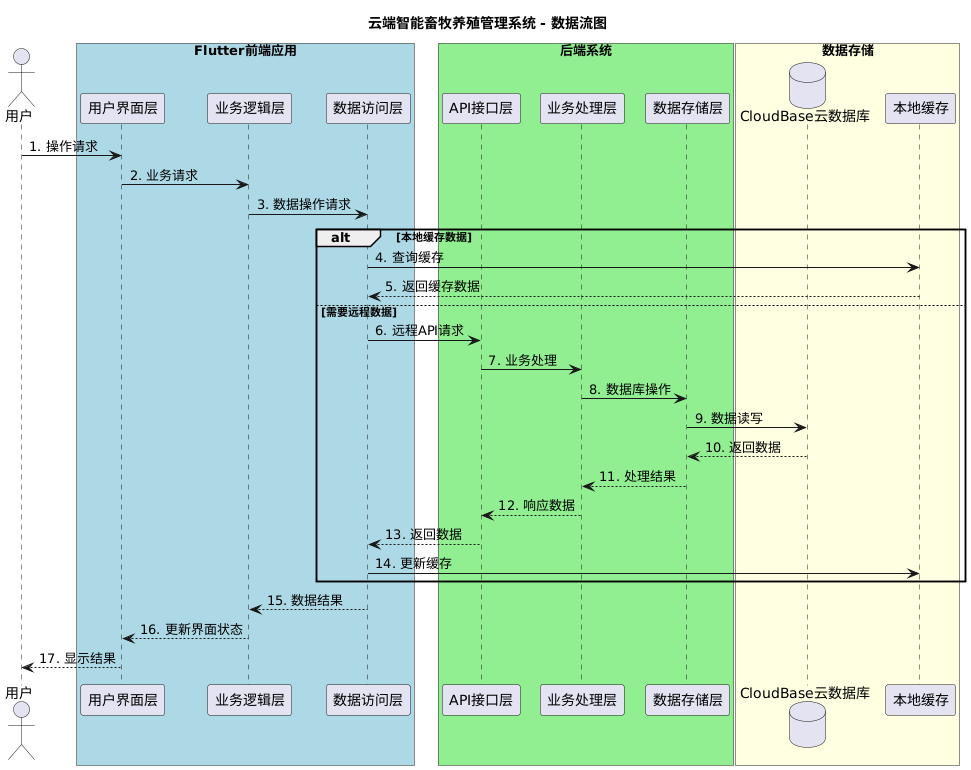 云端智能畜牧养殖管理系统 - 数据流图
Flutter前端应用
后端系统
数据存储
用户
用户界面层
业务逻辑层
数据访问层
API接口层
业务处理层
数据存储层
CloudBase云数据库
本地缓存
1. 操作请求
2. 业务请求
3. 数据操作请求
alt [本地缓存数据]
4. 查询缓存
5. 返回缓存数据
[需要远程数据]
6. 远程API请求
7. 业务处理
8. 数据库操作
9. 数据读写
10. 返回数据
11. 处理结果
12. 响应数据
13. 返回数据
14. 更新缓存
15. 数据结果
16. 更新界面状态
17. 显示结果
用户
用户界面层
业务逻辑层
数据访问层
API接口层
业务处理层
数据存储层
CloudBase云数据库
本地缓存